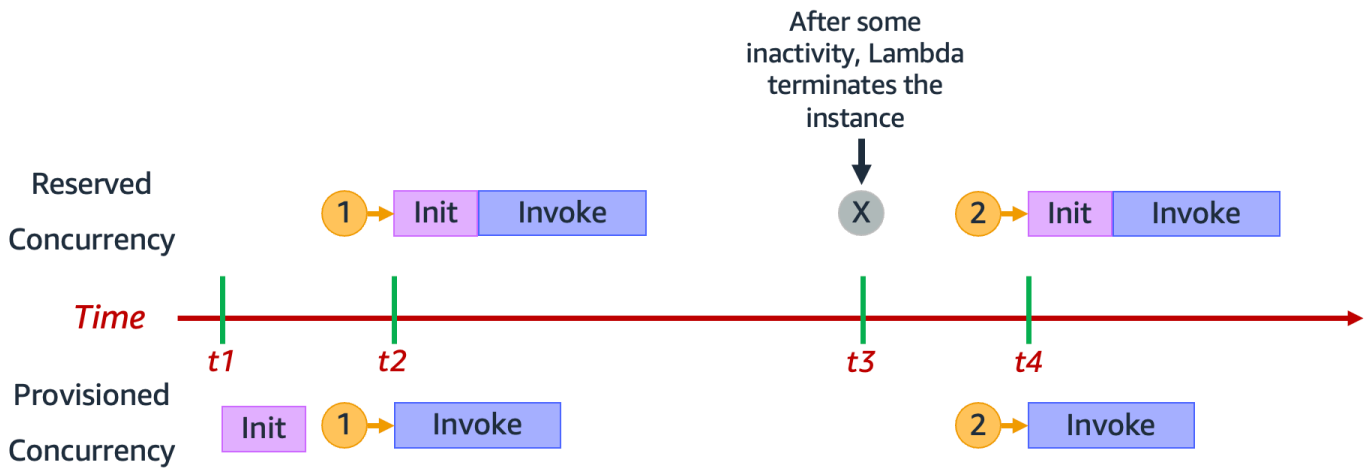 After some
inactivity, Lambda
terminates the
instance
Reserved
Concurrency
1
Init
Invoke
X
2
Init
Invoke
Time
t1
t2
t3
t4
Provisioned
Concurrency
Init
1
Invoke
2
Invoke